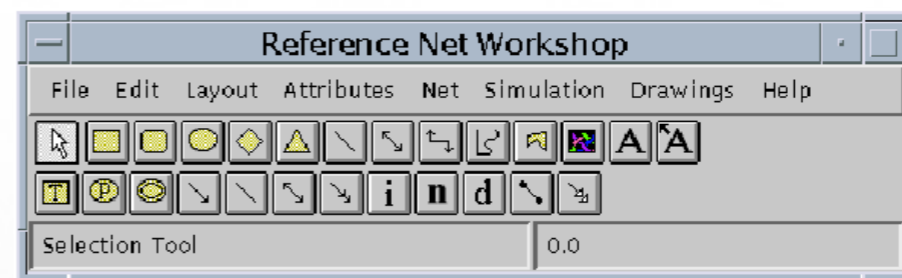 Reference Net Workshop
File Edit Layout Attributes Net Simulation Drawings Help
A A
T P i n d
Selection Tool 0.0